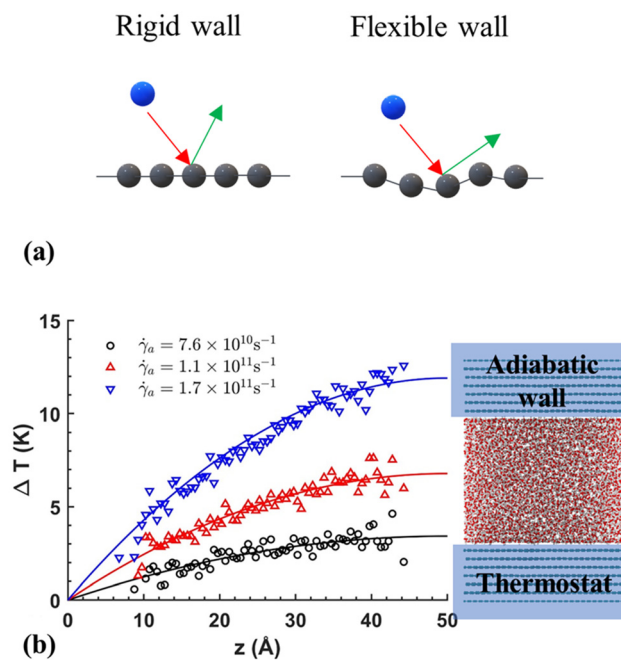 Rigid wall
Flexible wall
(a)
15
10
5
0
Δ T (K)
γ̇ₐ = 7.6 × 10¹⁰s⁻¹
γ̇ₐ = 1.1 × 10¹¹s⁻¹
γ̇ₐ = 1.7 × 10¹¹s⁻¹
Adiabatic
wall
Thermostat
0
10
20
30
40
50
z (Å)
(b)